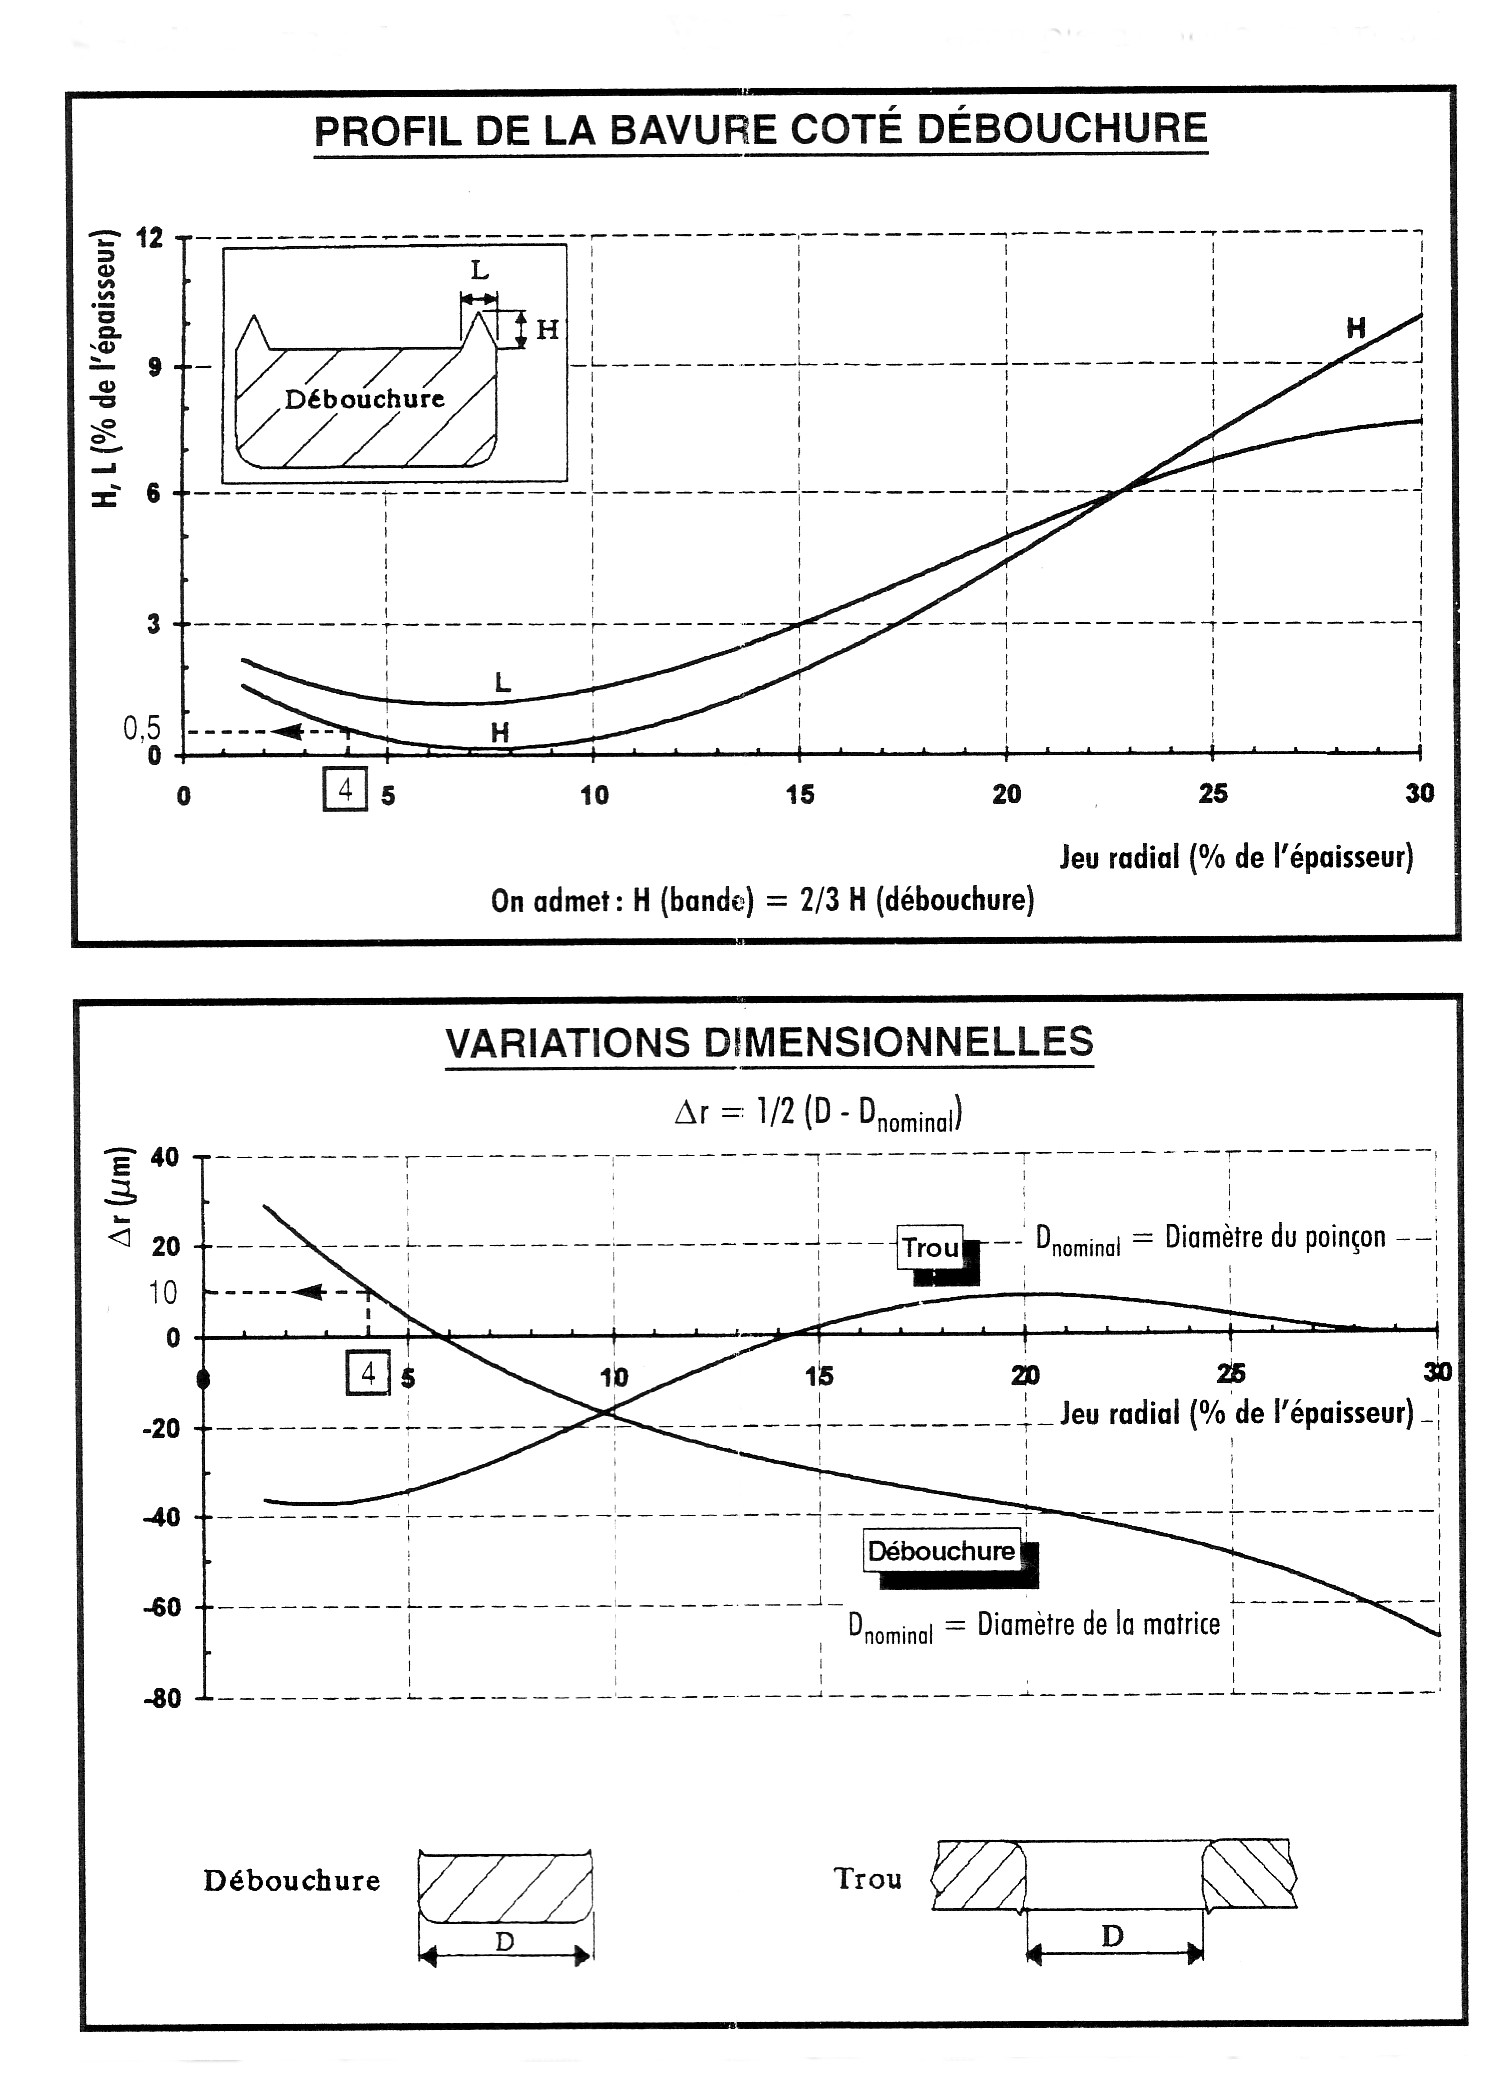 PROFIL DE LA BAVURE COTÉ DÉBOUCHURE
H, L (% de l'épaisseur)
12
9
6
3
0,5
0
L
H
Débouchure
H
L
H
0
4
5
10
15
20
25
30
Jeu radial (% de l'épaisseur)
On admet : H (bande) = 2/3 H (débouchure)
VARIATIONS DIMENSIONNELLES
Δr = 1/2 (D - Dnominal)
Δr (μm)
40
20
10
0
-20
-40
-60
-80
Trou
Dnominal = Diamètre du poinçon
4
5
10
15
20
25
30
Jeu radial (% de l'épaisseur)
Débouchure
Dnominal = Diamètre de la matrice
Débouchure
D
Trou
D